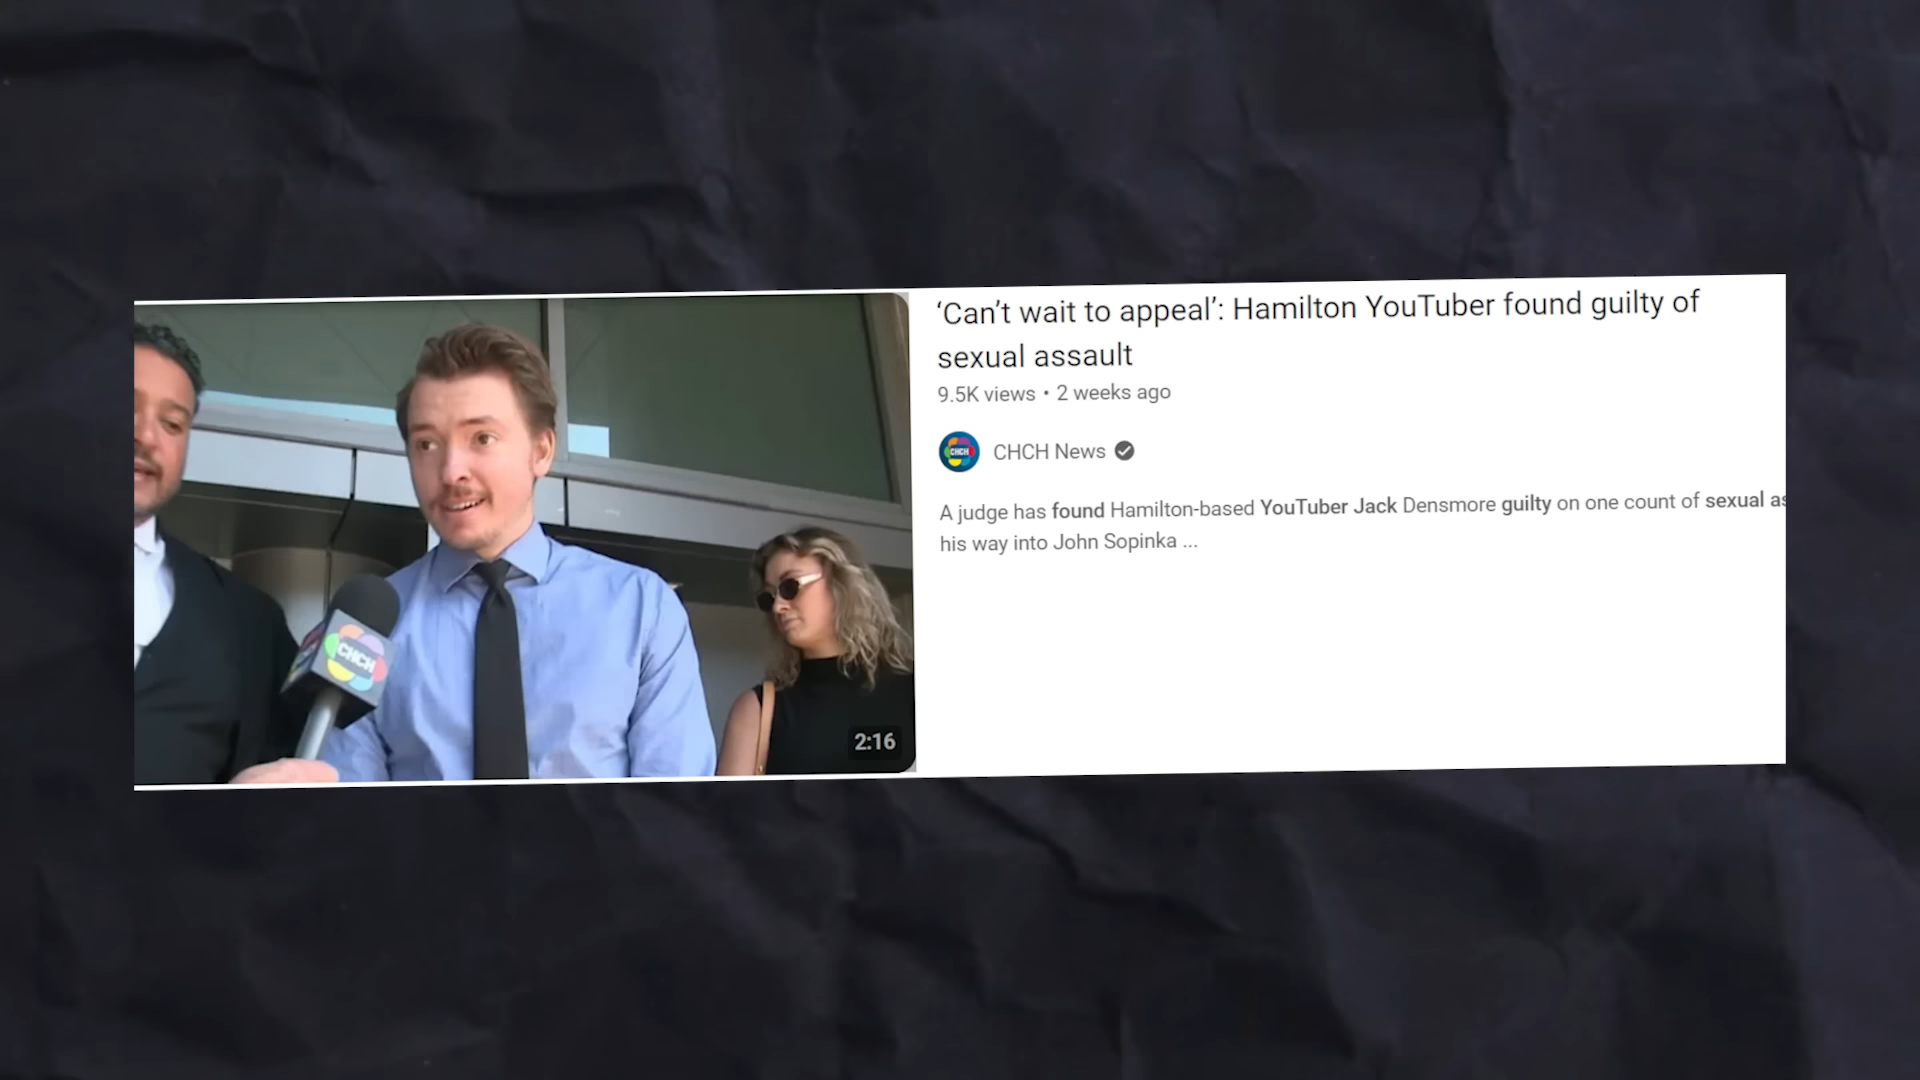 ‘Can’t wait to appeal’: Hamilton YouTuber found guilty of
sexual assault
9.5K views • 2 weeks ago
CHCH
CHCH News
A judge has found Hamilton-based YouTuber Jack Densmore guilty on one count of sexual as
his way into John Sopinka ...
CHCH
2:16